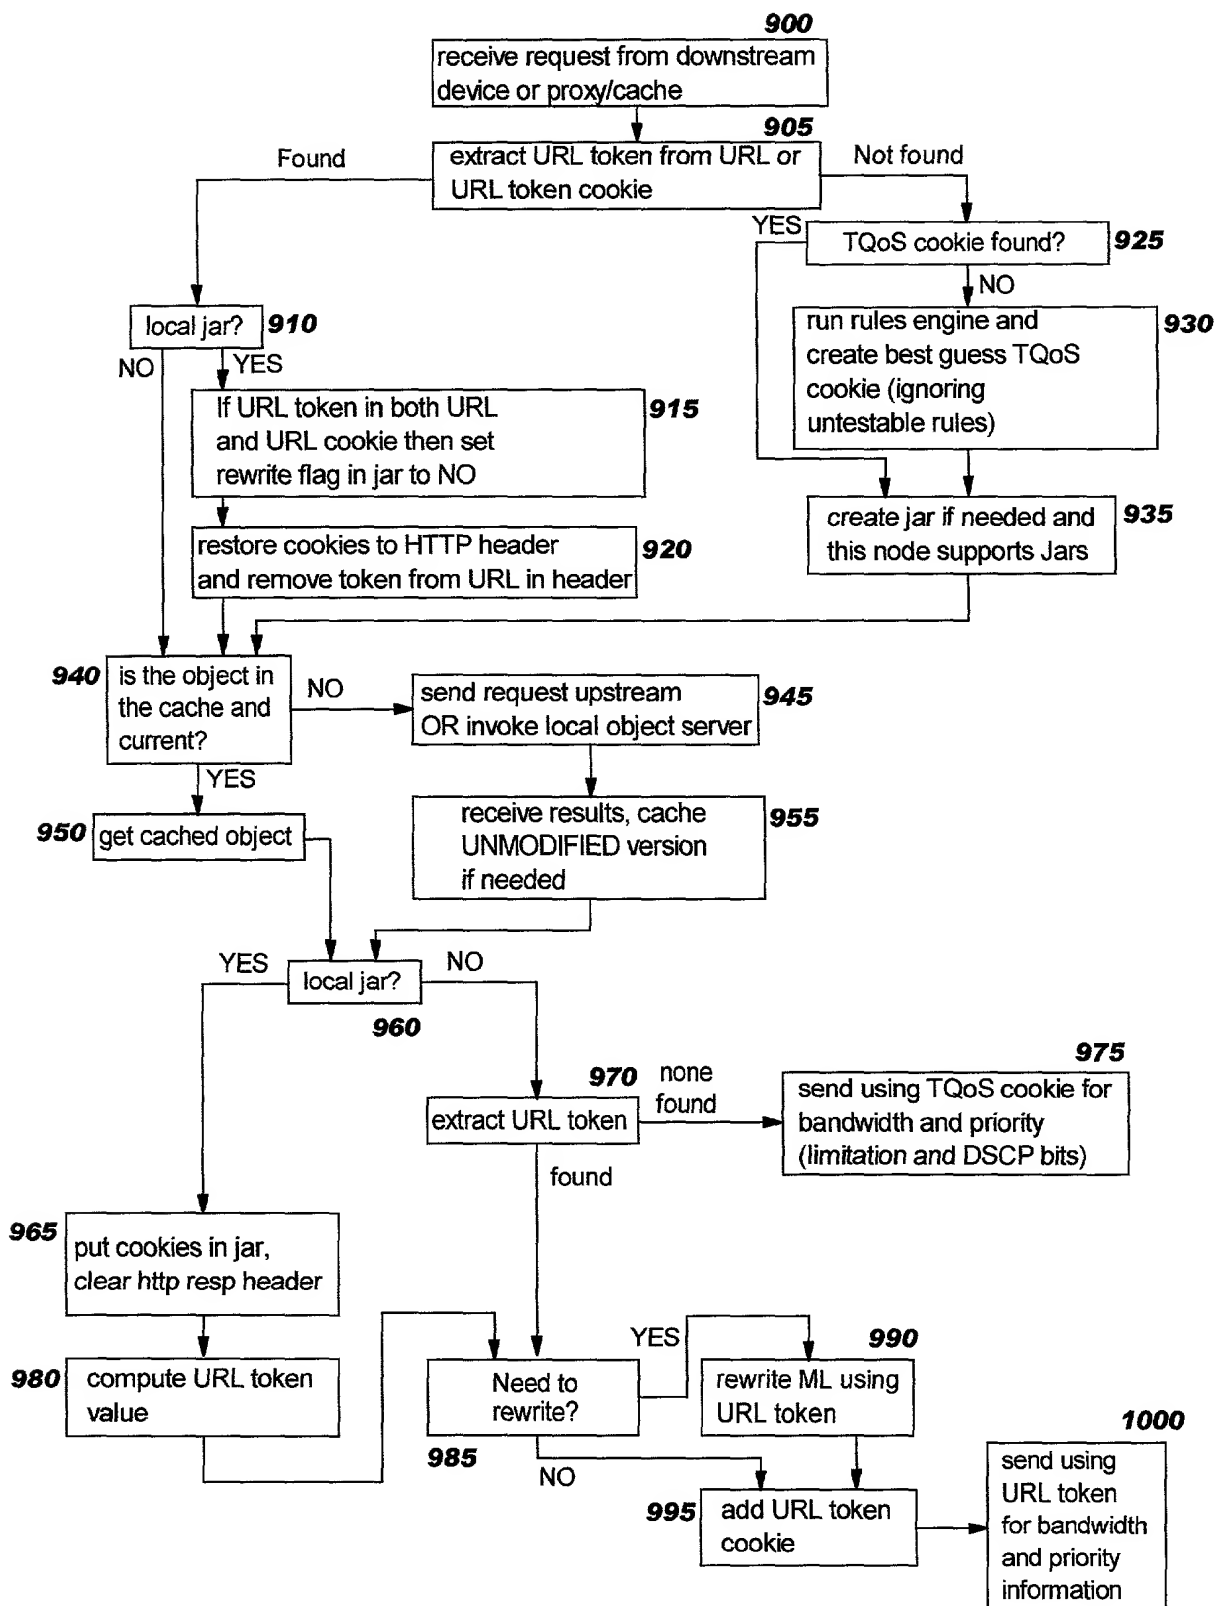 900
receive request from downstream
device or proxy/cache
905
Found
extract URL token from URL or
URL token cookie
Not found
YES
TQoS cookie found?
925
NO
local jar?
910
NO
YES
run rules engine and
create best guess TQoS
cookie (ignoring
untestable rules)
930
If URL token in both URL
and URL cookie then set
rewrite flag in jar to NO
915
create jar if needed and
this node supports Jars
935
restore cookies to HTTP header
and remove token from URL in header
920
940
is the object in
the cache and
current?
NO
send request upstream
OR invoke local object server
945
YES
950
get cached object
receive results, cache
UNMODIFIED version
if needed
955
YES
local jar?
NO
960
970
extract URL token
none
found
975
send using TQoS cookie for
bandwidth and priority
(limitation and DSCP bits)
found
965
put cookies in jar,
clear http resp header
980
compute URL token
value
Need to
rewrite?
985
YES
NO
990
rewrite ML using
URL token
995
add URL token
cookie
1000
send using
URL token
for bandwidth
and priority
information